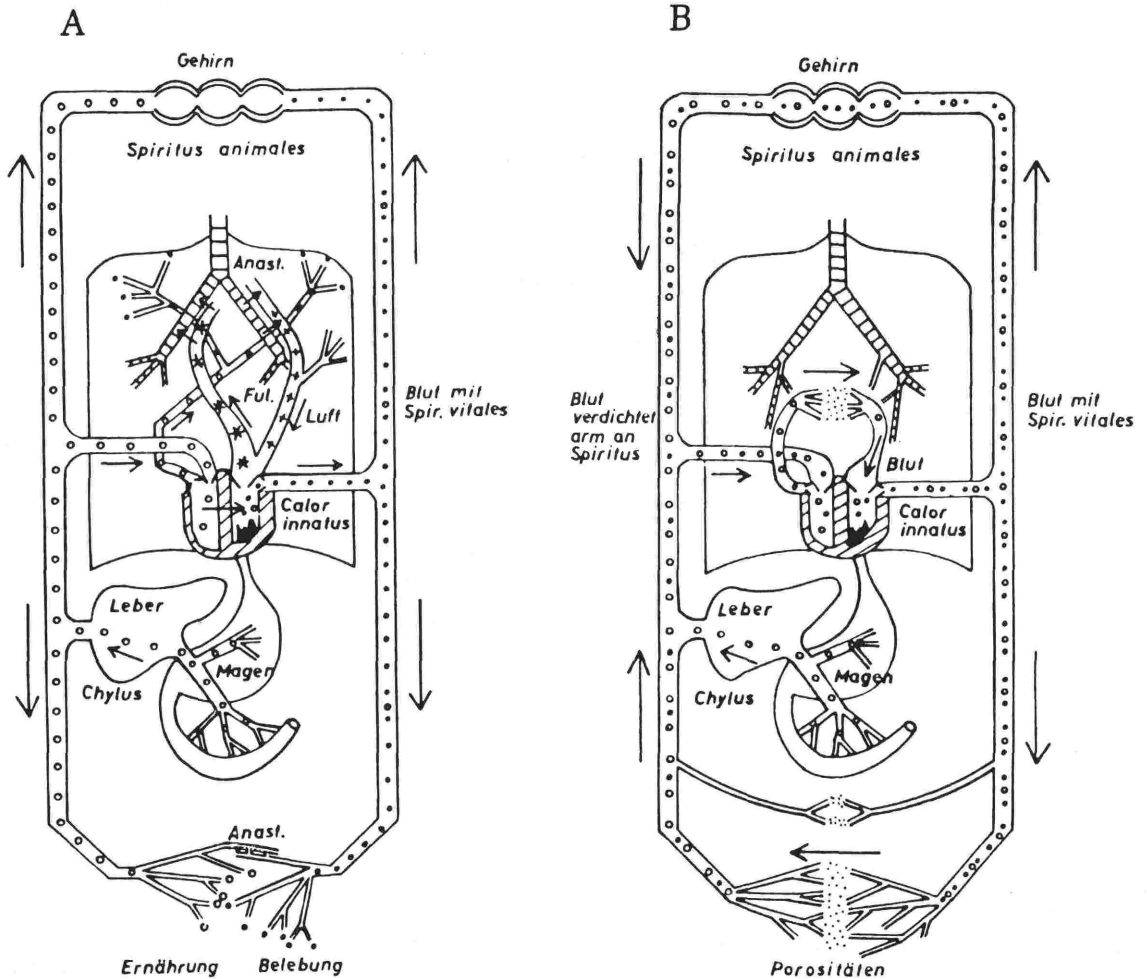 A
Gehirn
Spiritus animales
Anast.
Ful.
Luft
Blut mit
Spir. vitales
Calor
innatus
Leber
Magen
Chylus
Anast.
Ernährung
Belebung
B
Gehirn
Spiritus animales
Blut
verdichtet
arm an
Spiritus
Blut mit
Spir. vitales
Blut
Calor
innatus
Leber
Magen
Chylus
Porositäten